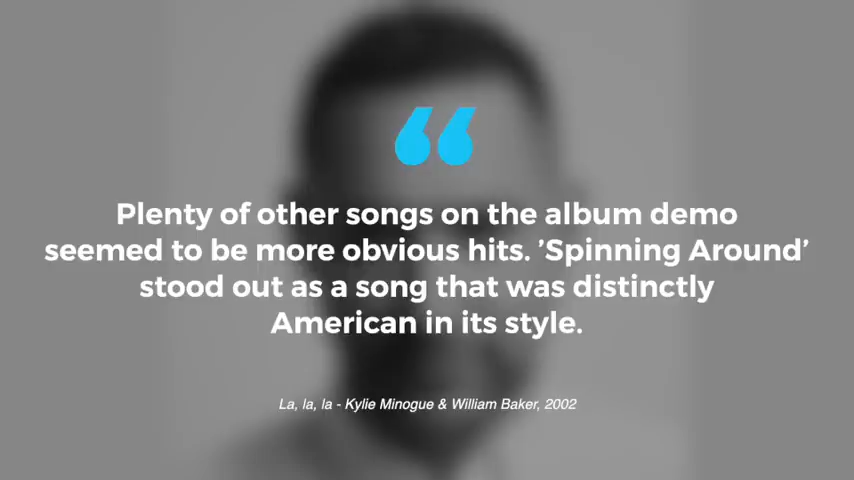 “
Plenty of other songs on the album demo
seemed to be more obvious hits. ’Spinning Around’
stood out as a song that was distinctly
American in its style.
La, la, la - Kylie Minogue & William Baker, 2002